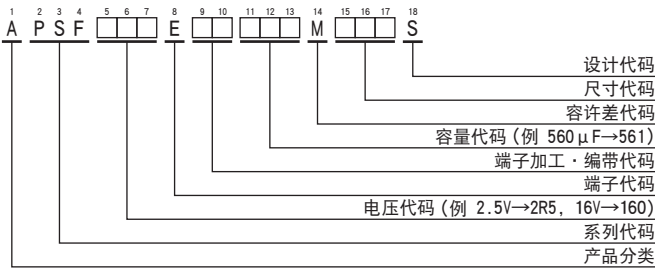 1 2 3 4 5 6 7 8 9 10 11 12 13 14 15 16 17 18
A P S F □□□ E □□ □□□ M □□□ S
设计代码
尺寸代码
容许差代码
容量代码 (例 560μF→561)
端子加工・编带代码
端子代码
电压代码 (例 2.5V→2R5, 16V→160)
系列代码
产品分类